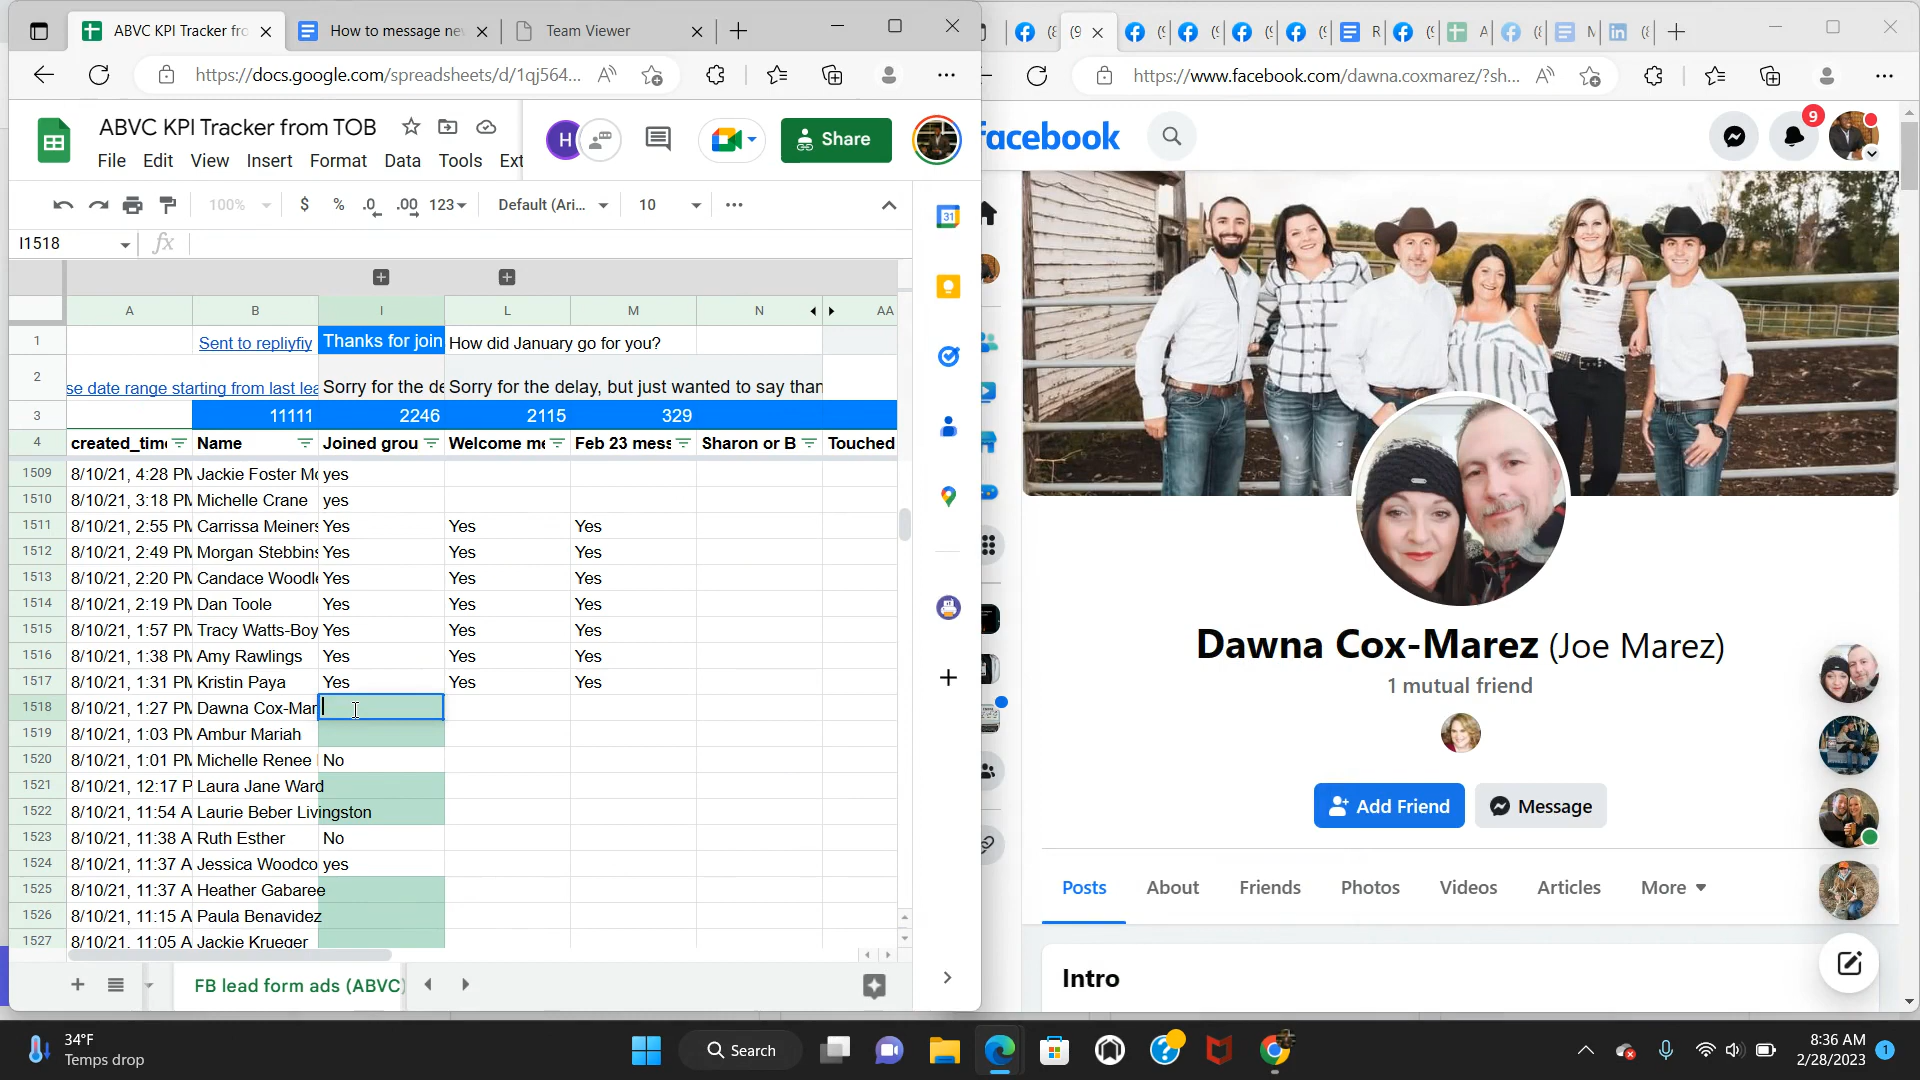 ABVC KPI Tracker fro
How to message ne
Team Viewer
https://docs.google.com/spreadsheets/d/1qj564...
https://www.facebook.com/dawna.coxmarez/?sh...
ABVC KPI Tracker from TOB
File Edit View Insert Format Data Tools Ext
H
Share
100% $ % .0 .00 123 Default (Ari... 10
I1518
fx
A B I L M N AA
1 Sent to repliyfiy Thanks for join How did January go for you?
2 se date range starting from last lea Sorry for the de Sorry for the delay, but just wanted to say than
3 11111 2246 2115 329
4 created_time Name Joined grou Welcome me Feb 23 mess Sharon or B Touched
1509 8/10/21, 4:28 PM Jackie Foster Mc yes
1510 8/10/21, 3:18 PM Michelle Crane yes
1511 8/10/21, 2:55 PM Carrissa Meiners Yes Yes Yes
1512 8/10/21, 2:49 PM Morgan Stebbins Yes Yes Yes
1513 8/10/21, 2:20 PM Candace Woodle Yes Yes Yes
1514 8/10/21, 2:19 PM Dan Toole Yes Yes Yes
1515 8/10/21, 1:57 PM Tracy Watts-Boy Yes Yes Yes
1516 8/10/21, 1:38 PM Amy Rawlings Yes Yes Yes
1517 8/10/21, 1:31 PM Kristin Paya Yes Yes Yes
1518 8/10/21, 1:27 PM Dawna Cox-Mar
1519 8/10/21, 1:03 PM Ambur Mariah
1520 8/10/21, 1:01 PM Michelle Renee No
1521 8/10/21, 12:17 P Laura Jane Ward
1522 8/10/21, 11:54 A Laurie Beber Livingston
1523 8/10/21, 11:38 A Ruth Esther No
1524 8/10/21, 11:37 A Jessica Woodco yes
1525 8/10/21, 11:37 A Heather Gabaree
1526 8/10/21, 11:15 A Paula Benavidez
1527 8/10/21, 11:05 A Jackie Krueger
FB lead form ads (ABVC)
31
facebook
9
Dawna Cox-Marez (Joe Marez)
1 mutual friend
Add Friend Message
Posts About Friends Photos Videos Articles More
Intro
34°F
Temps drop
Search
8:36 AM
2/28/2023
1